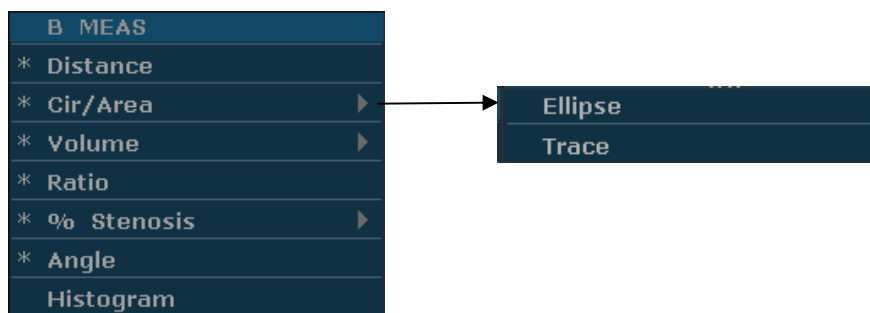 B MEAS
* Distance
* Cir/Area
* Volume
* Ratio
* % Stenosis
* Angle
Histogram
Ellipse
Trace